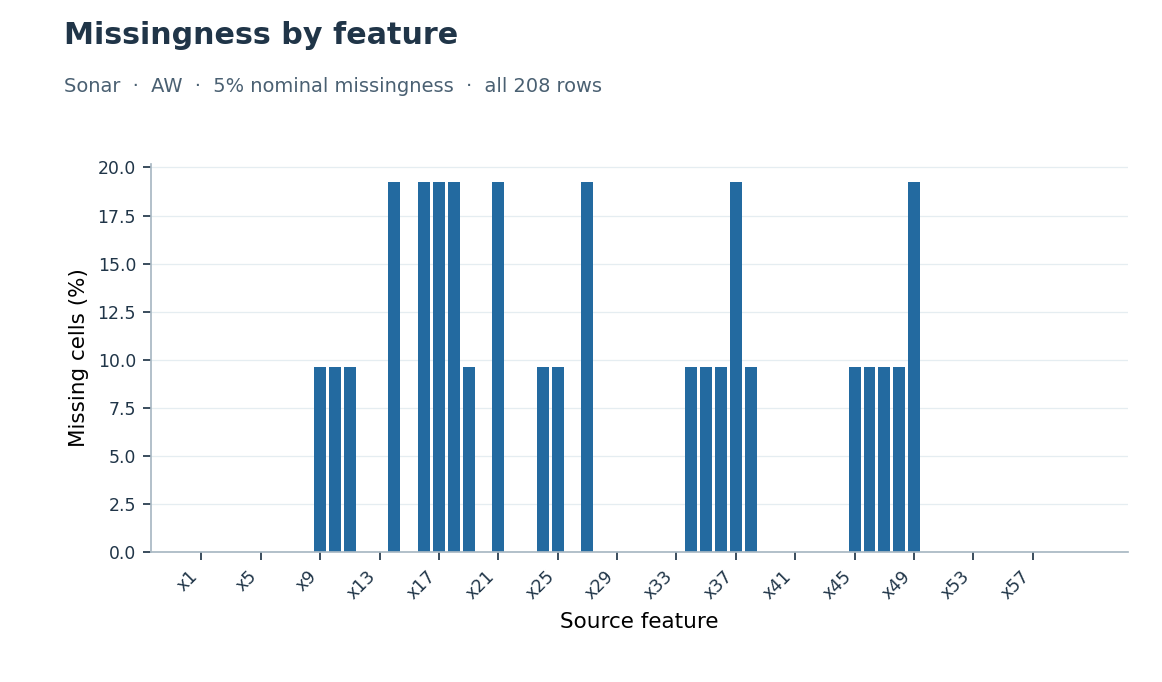 Missingness by feature
Sonar · AW · 5% nominal missingness · all 208 rows
20.0
17.5
15.0
12.5
10.0
7.5
5.0
2.5
0.0
Missing cells (%)
x1 x5 x9 x13 x17 x21 x25 x29 x33 x37 x41 x45 x49 x53 x57
Source feature